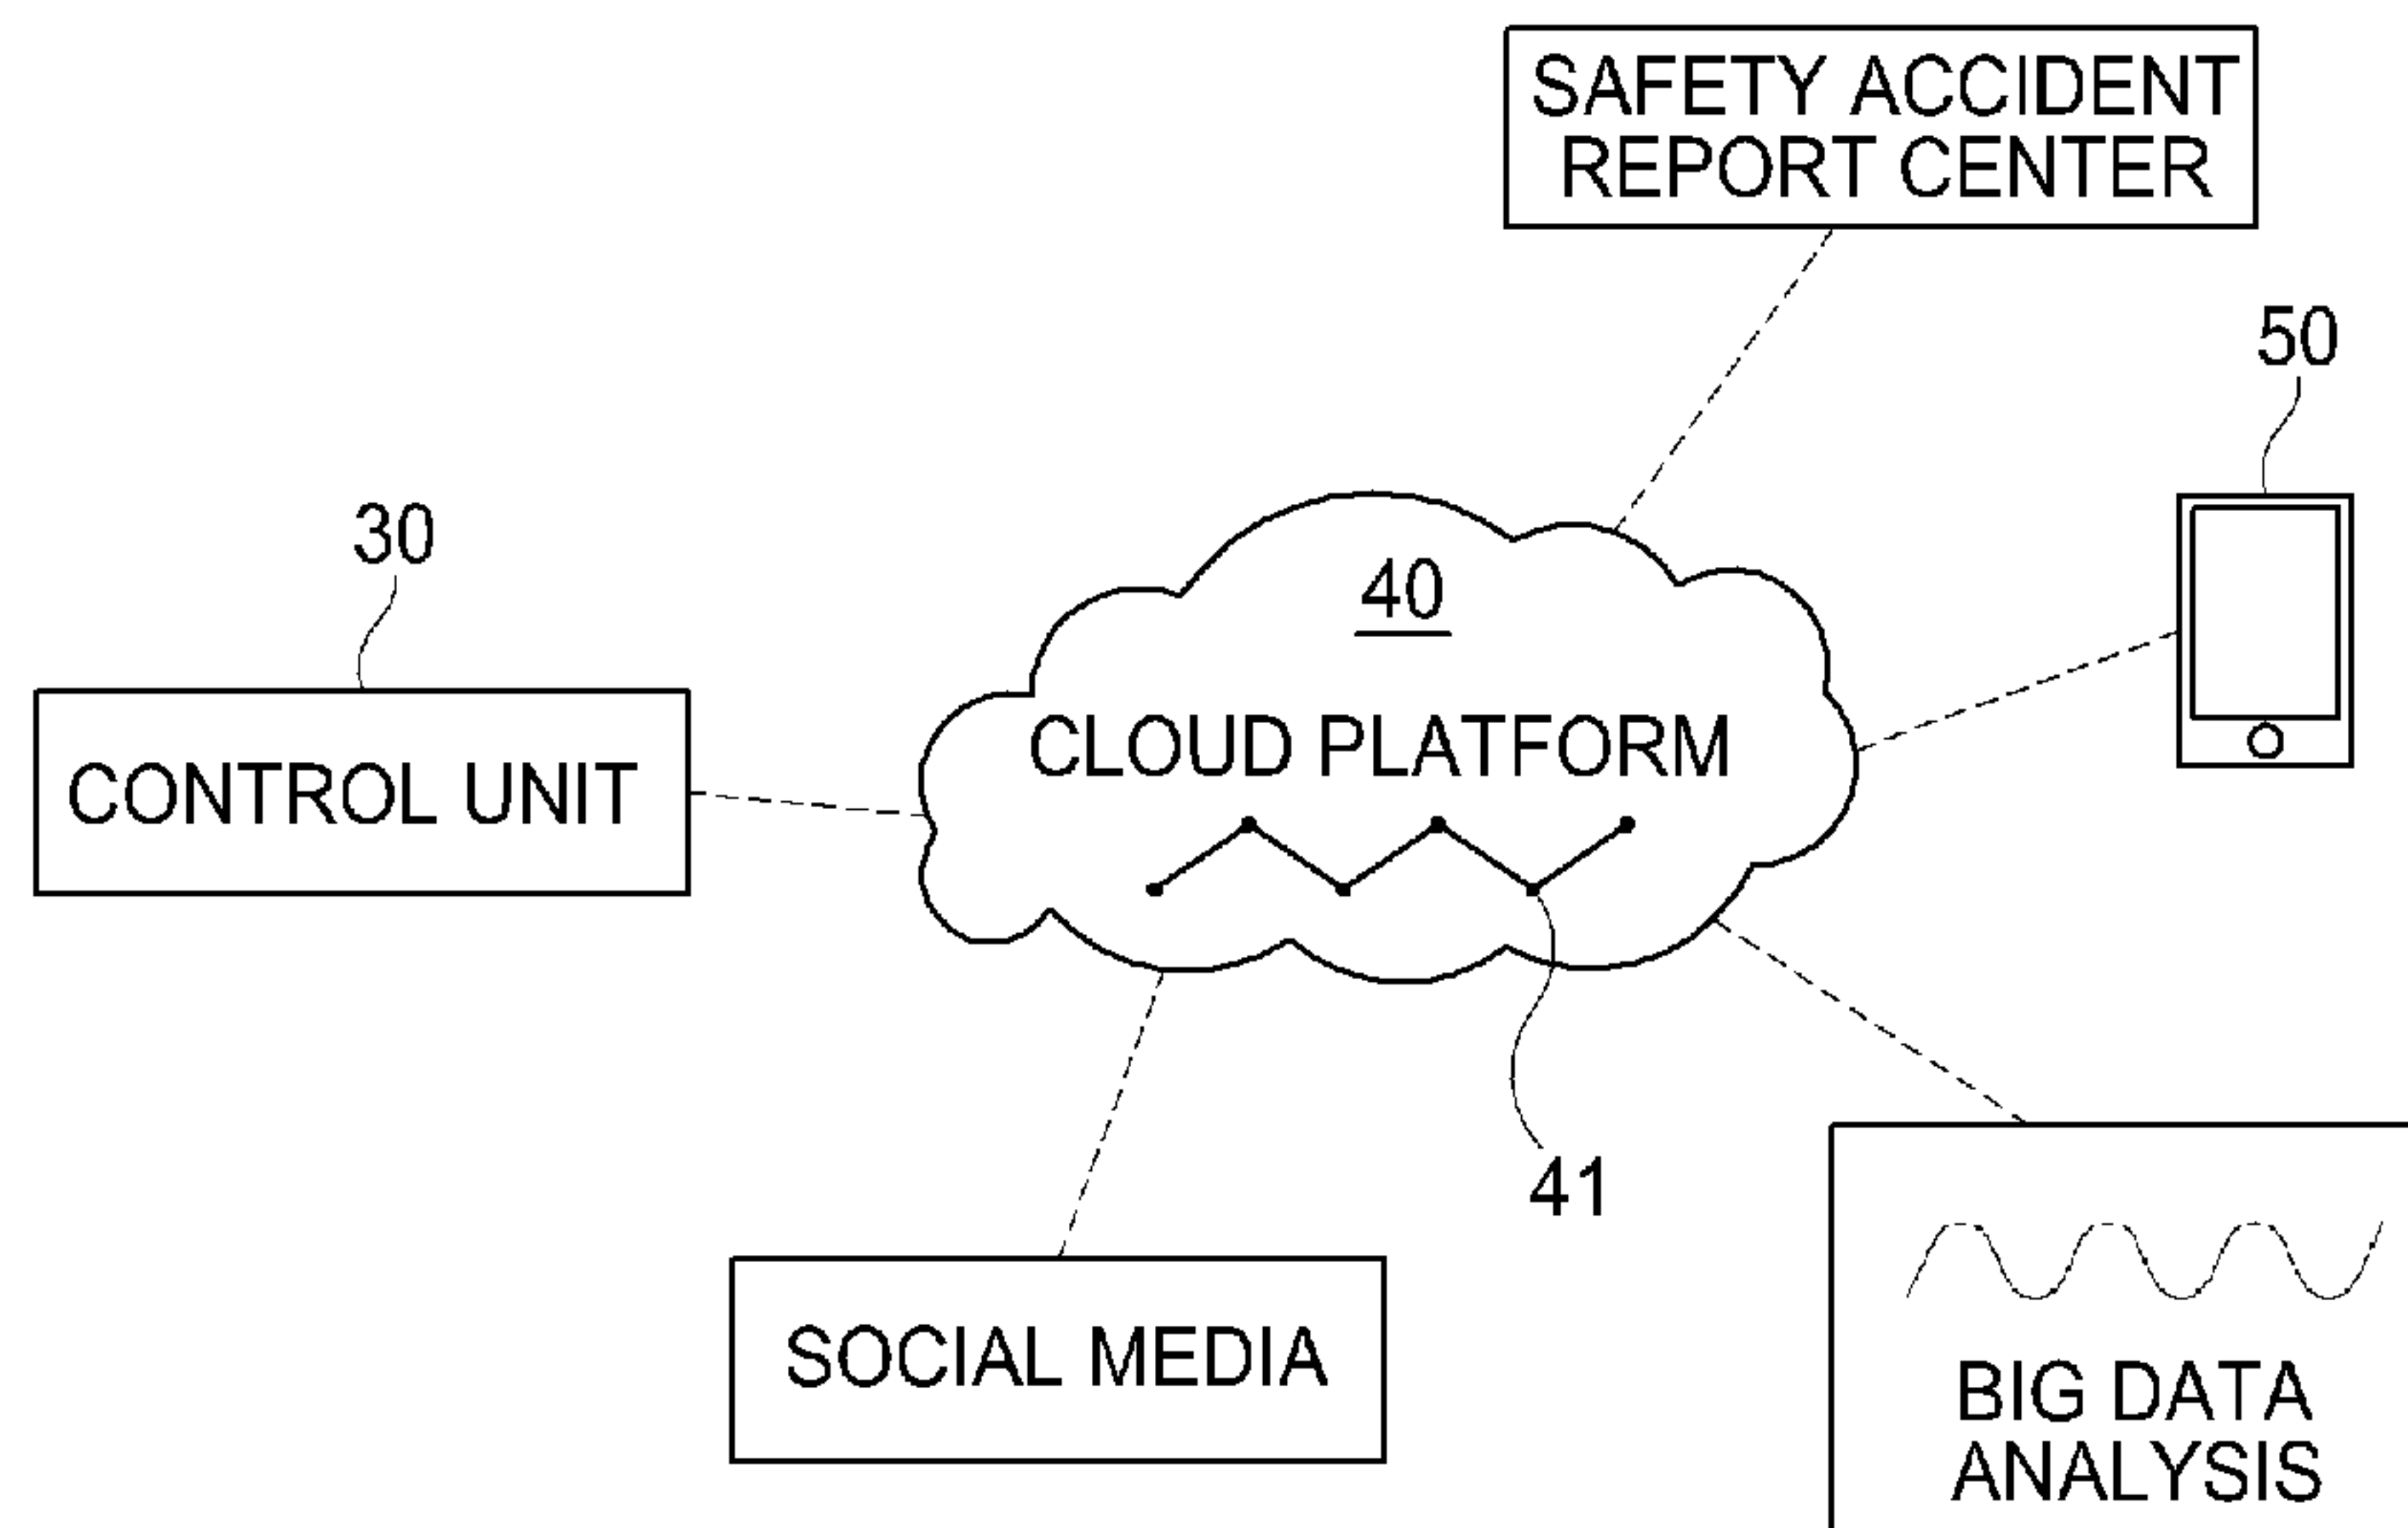 SAFETY ACCIDENT
REPORT CENTER
50
30
40
CLOUD PLATFORM
CONTROL UNIT
41
SOCIAL MEDIA
BIG DATA
ANALYSIS